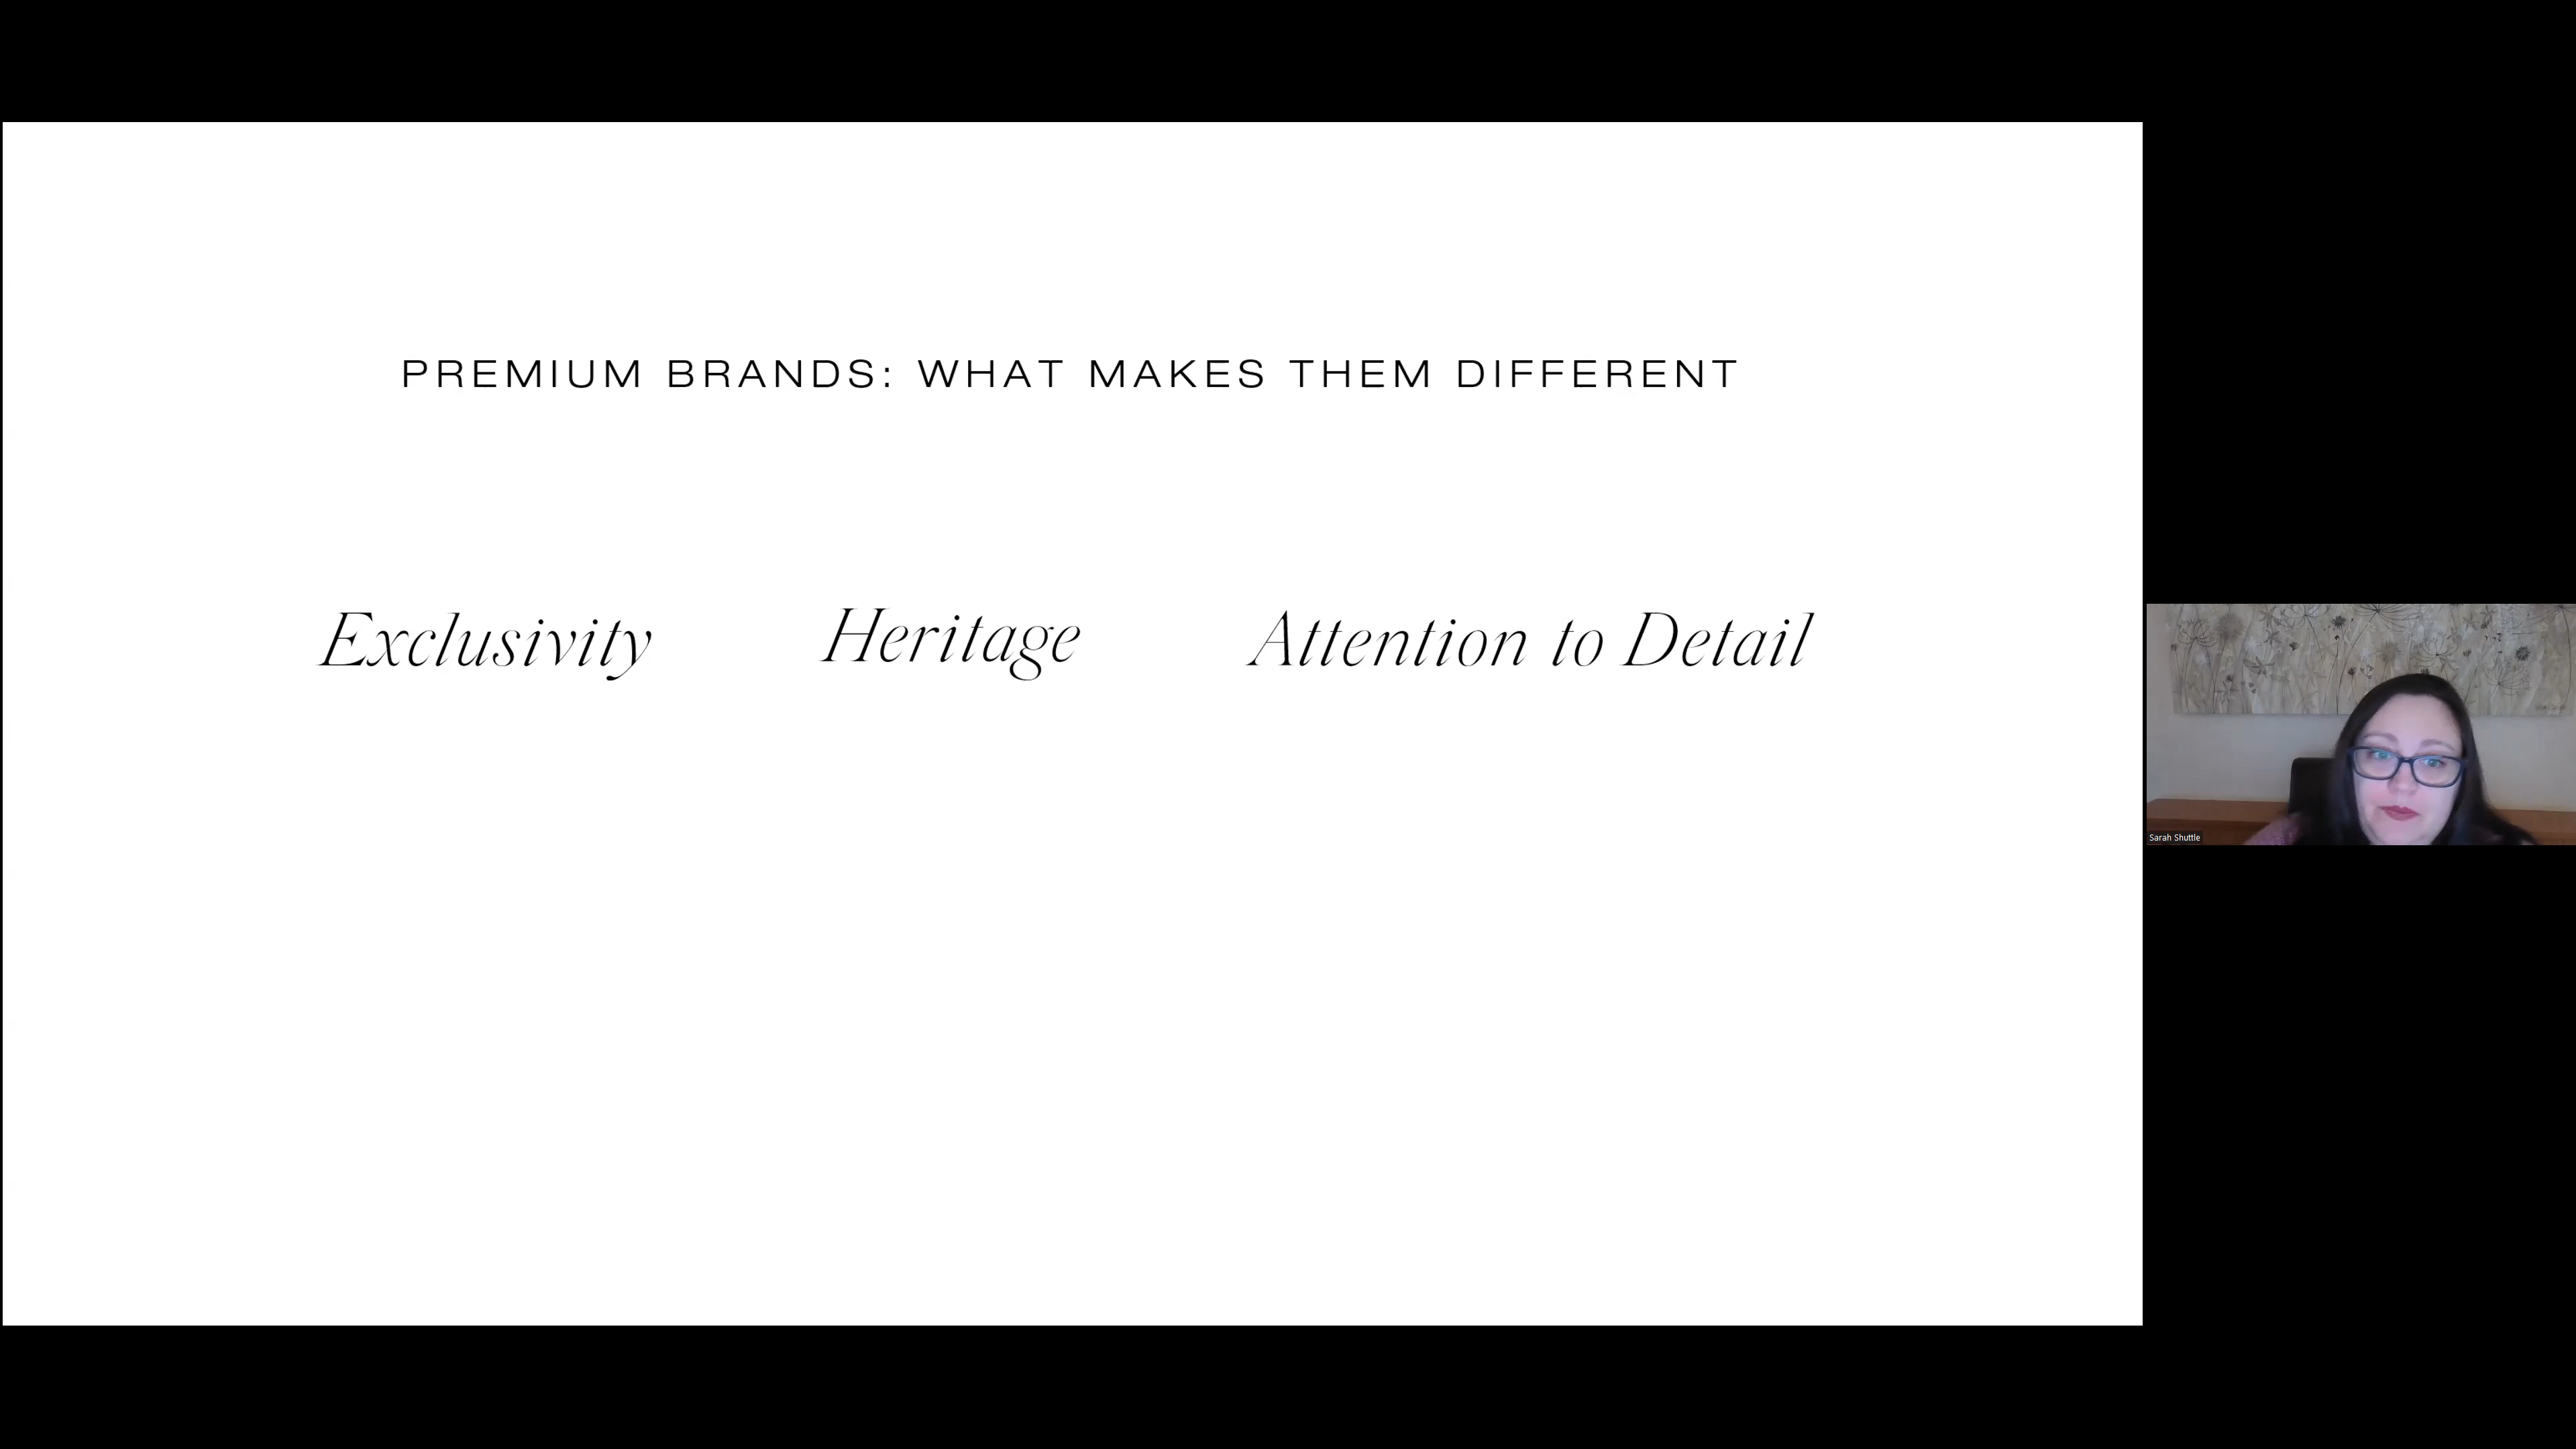 PREMIUM BRANDS: WHAT MAKES THEM DIFFERENT
Exclusivity
Heritage
Attention to Detail
Sarah Shuttle